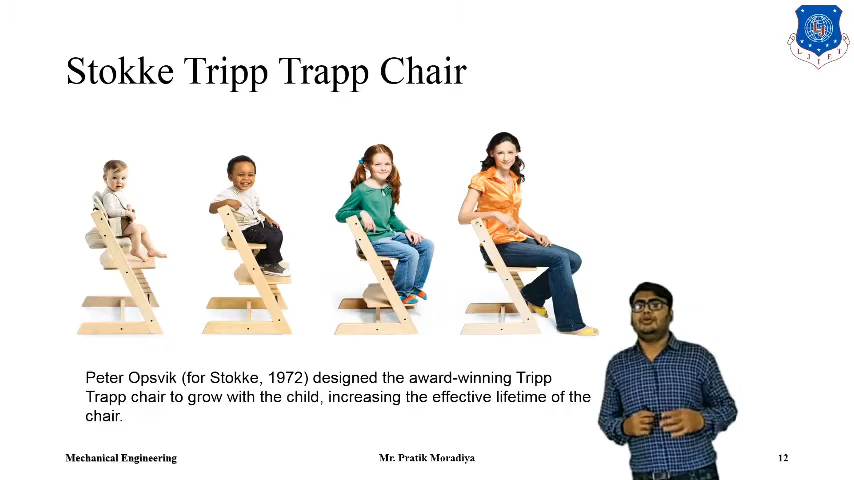 Stokke Tripp Trapp Chair
Peter Opsvik (for Stokke, 1972) designed the award-winning Tripp
Trapp chair to grow with the child, increasing the effective lifetime of the
chair.
Mechanical Engineering
Mr. Pratik Moradiya
12
L J I E T